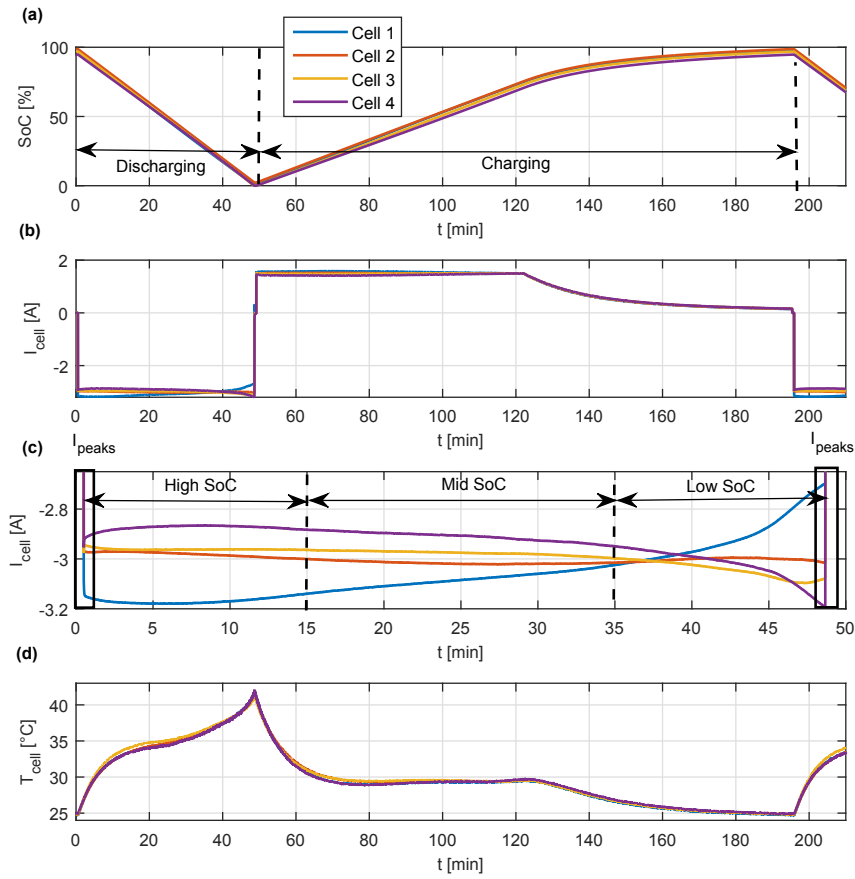 (a)
Cell 1
Cell 2
Cell 3
Cell 4
100
50
0
SoC [%]
Discharging
Charging
0 20 40 60 80 100 120 140 160 180 200
t [min]
(b)
2
0
-2
I_cell [A]
0 20 40 60 80 100 120 140 160 180 200
t [min]
I_peaks
I_peaks
(c)
High SoC
Mid SoC
Low SoC
-2.8
-3
-3.2
I_cell [A]
0 5 10 15 20 25 30 35 40 45 50
t [min]
(d)
40
35
30
25
T_cell [°C]
0 20 40 60 80 100 120 140 160 180 200
t [min]